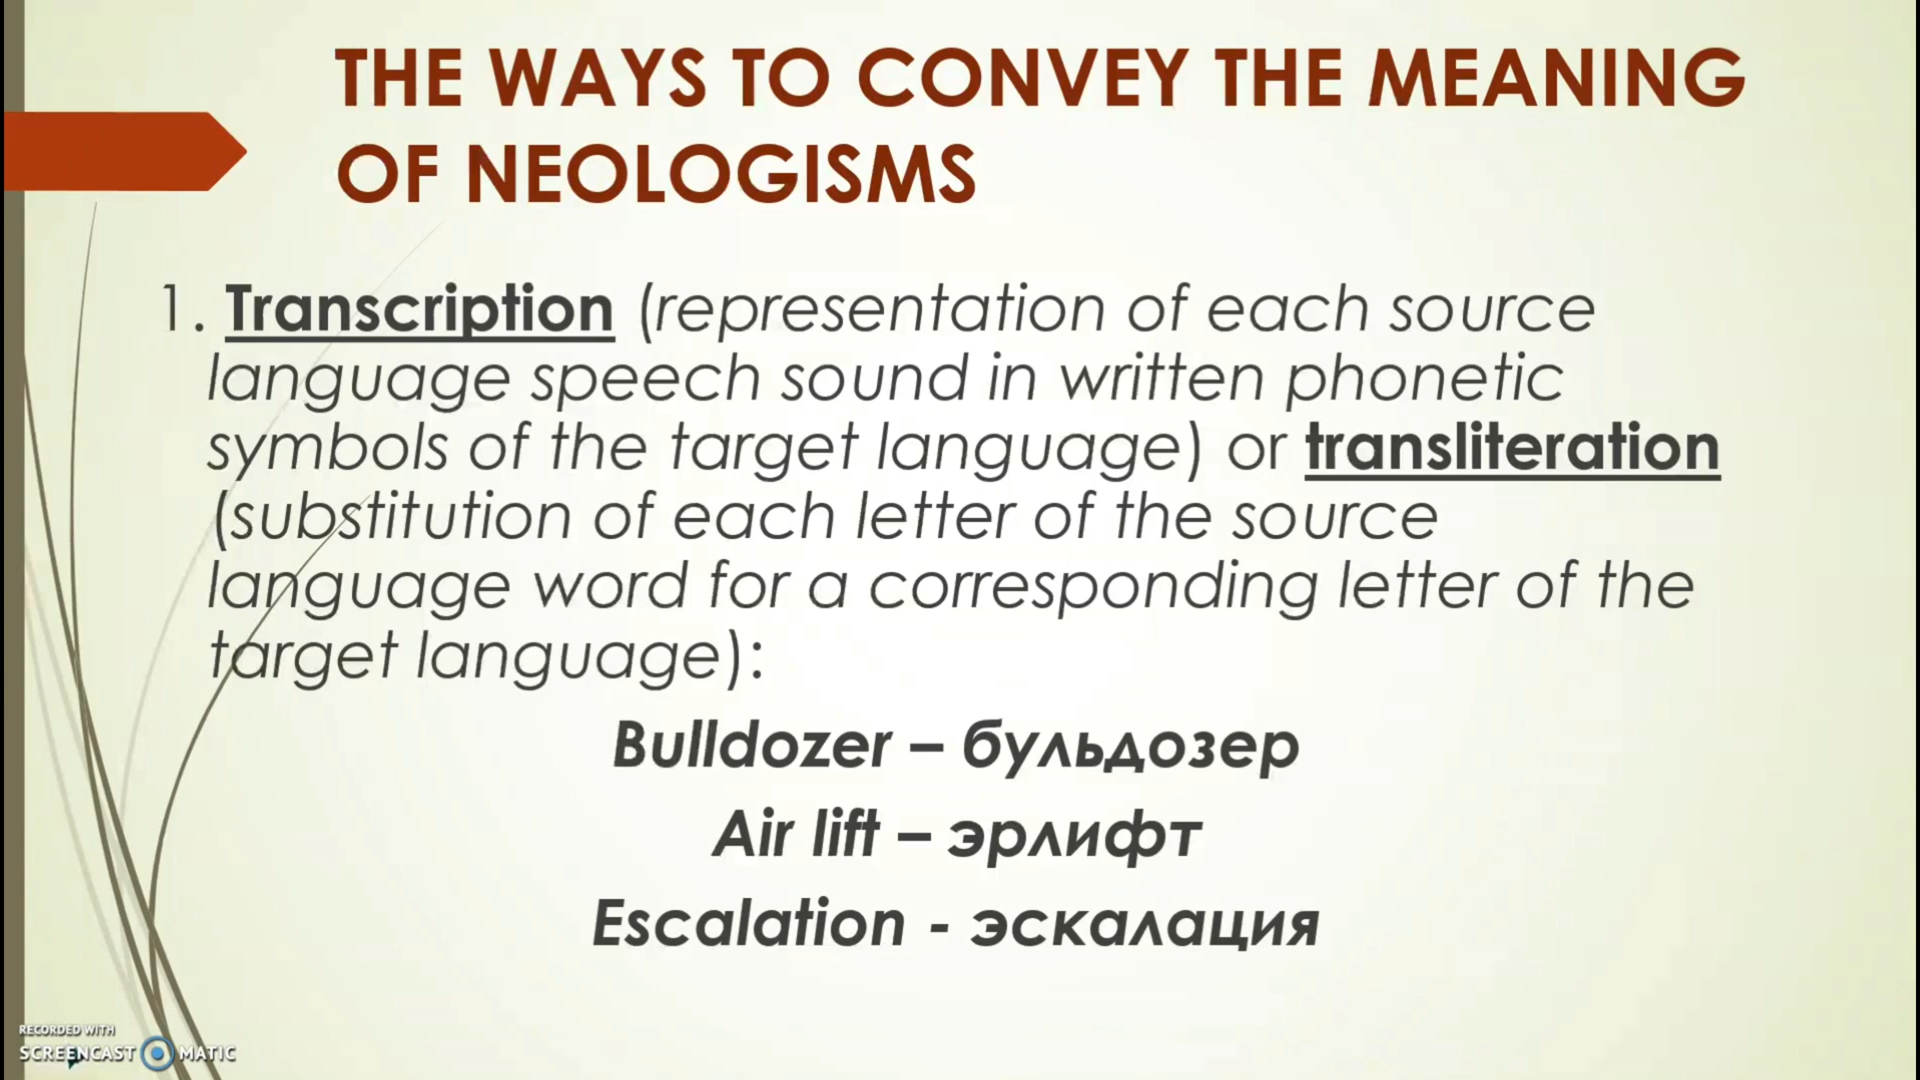 THE WAYS TO CONVEY THE MEANING
OF NEOLOGISMS
1. Transcription (representation of each source
language speech sound in written phonetic
symbols of the target language) or transliteration
(substitution of each letter of the source
language word for a corresponding letter of the
target language):
Bulldozer – бульдозер
Air lift – эрлифт
Escalation - эскалация
RECORDED WITH
SCREENCAST MATIC